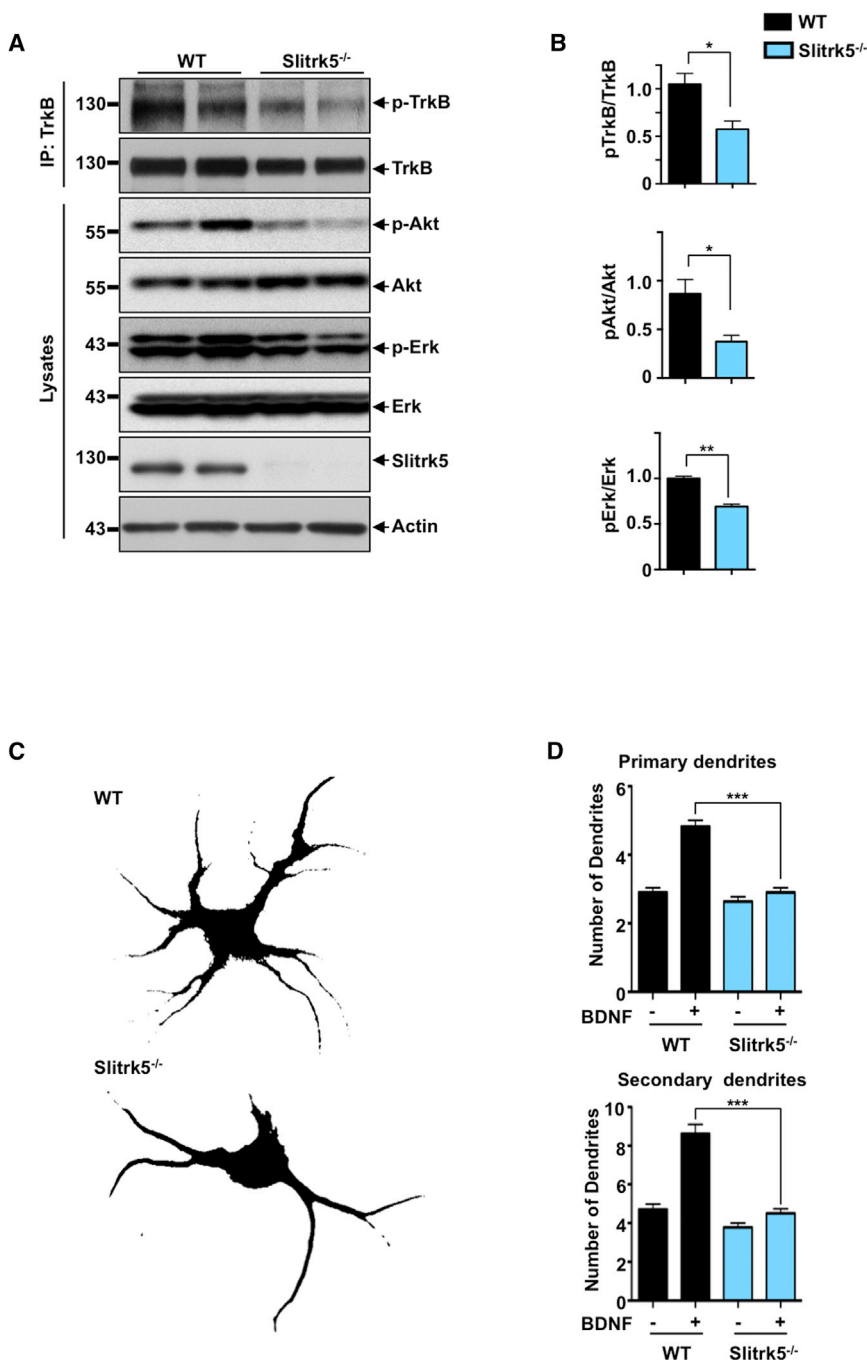 A
WT Slitrk5-/-
IP: TrkB
130 p-TrkB
130 TrkB
Lysates
55 p-Akt
55 Akt
43 p-Erk
43 Erk
130 Slitrk5
43 Actin
B
WT
Slitrk5-/-
pTrkB/TrkB
1.0
0.5
0
*
pAkt/Akt
1.0
0.5
0
*
pErk/Erk
1.0
0.5
0
**
C
WT
Slitrk5-/-
D
Primary dendrites
Number of Dendrites
6
4
2
0
***
BDNF - + - +
WT Slitrk5-/-
Secondary dendrites
Number of Dendrites
10
8
6
4
2
0
***
BDNF - + - +
WT Slitrk5-/-